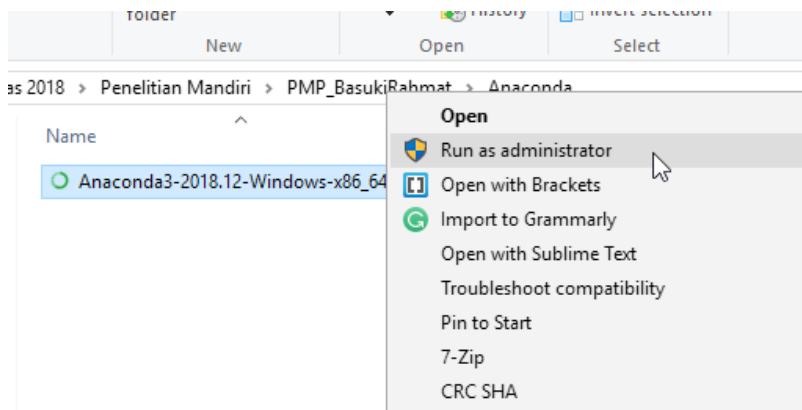 folder
History
Invert selection
New
Open
Select
as 2018 > Penelitian Mandiri > PMP_BasukiRahmat > Anaconda
Name
Anaconda3-2018.12-Windows-x86_64
Open
Run as administrator
Open with Brackets
Import to Grammarly
Open with Sublime Text
Troubleshoot compatibility
Pin to Start
7-Zip
CRC SHA